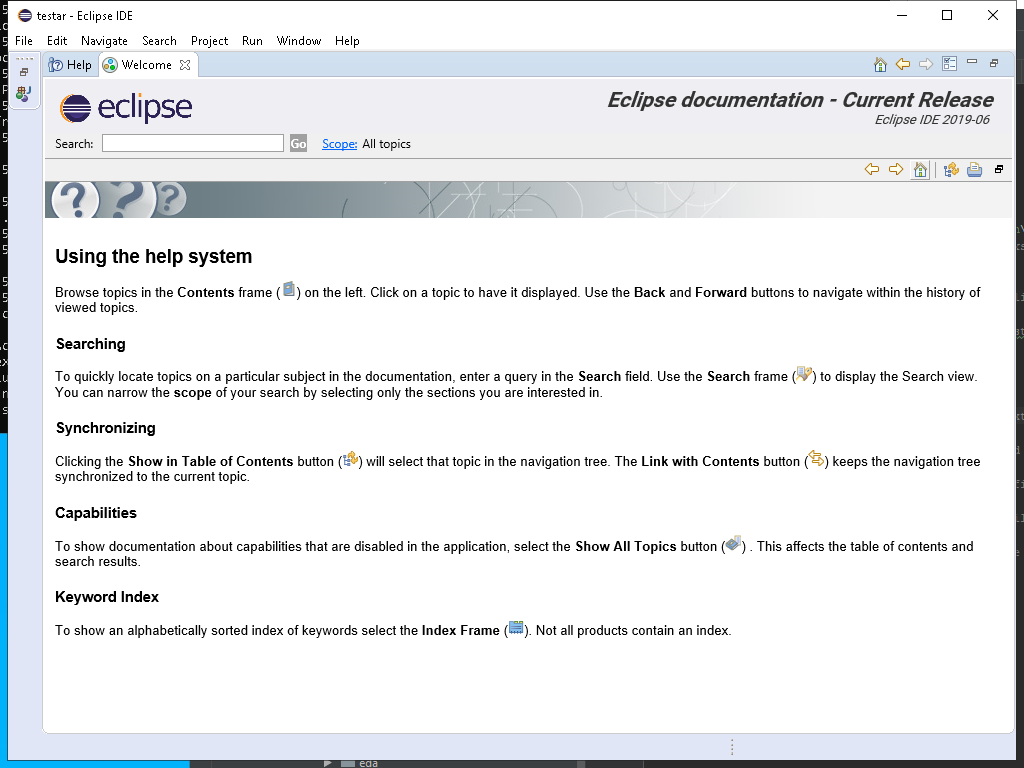 testar - Eclipse IDE
File Edit Navigate Search Project Run Window Help
Help Welcome
eclipse
Eclipse documentation - Current Release
Eclipse IDE 2019-06
Search: Go Scope: All topics
Using the help system
Browse topics in the Contents frame ( ) on the left. Click on a topic to have it displayed. Use the Back and Forward buttons to navigate within the history of
viewed topics.
Searching
To quickly locate topics on a particular subject in the documentation, enter a query in the Search field. Use the Search frame ( ) to display the Search view.
You can narrow the scope of your search by selecting only the sections you are interested in.
Synchronizing
Clicking the Show in Table of Contents button ( ) will select that topic in the navigation tree. The Link with Contents button ( ) keeps the navigation tree
synchronized to the current topic.
Capabilities
To show documentation about capabilities that are disabled in the application, select the Show All Topics button ( ) . This affects the table of contents and
search results.
Keyword Index
To show an alphabetically sorted index of keywords select the Index Frame ( ). Not all products contain an index.
eda